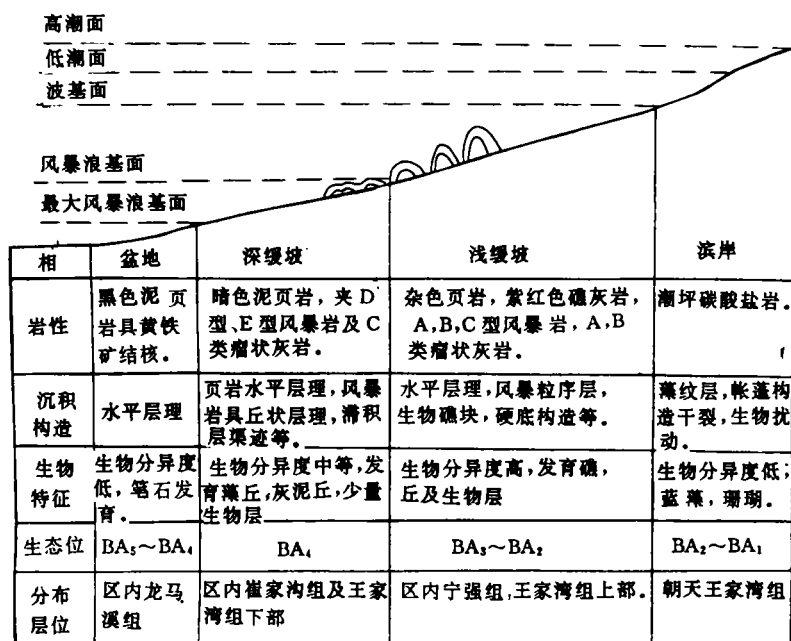 高潮面
低潮面
波基面
风暴浪基面
最大风暴浪基面
相
盆地
深缓坡
浅缓坡
滨岸
岩性
黑色泥页
岩具黄铁
矿结核。
暗色泥页岩，夹D
型、E型风暴岩及C
类瘤状灰岩。
杂色页岩，紫红色礁灰岩，
A,B,C型风暴岩，A,B
类瘤状灰岩。
潮坪碳酸盐岩。
沉积
构造
水平层理
页岩水平层理，风暴
岩具丘状层理，滞积
层渠迹等。
水平层理，风暴粒序层，
生物礁块，硬底构造等。
藻纹层，帐蓬构
造干裂，生物扰
动。
生物
特征
生物分异度
低，笔石发
育。
生物分异度中等，发
育藻丘，灰泥丘，少量
生物层
生物分异度高，发育礁，
丘及生物层
生物分异度低；
蓝藻，珊瑚。
生态位
BA₅～BA₄
BA₄
BA₃～BA₂
BA₂～BA₁
分布
层位
区内龙马
溪组
区内崔家沟组及王家
湾组下部
区内宁强组，王家湾组上部。
朝天王家湾组